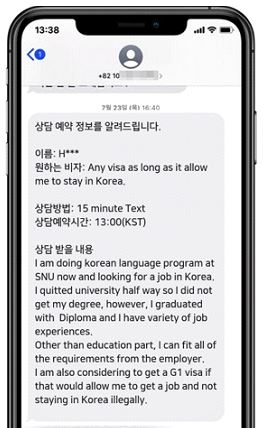 13:38
1
+82 10
7월 23일 (목) 16:40
상담 예약 정보를 알려드립니다.
이름: H***
원하는 비자: Any visa as long as it allow
me to stay in Korea.
상담방법: 15 minute Text
상담예약시간: 13:00(KST)
상담 받을 내용
I am doing korean language program at
SNU now and looking for a job in Korea.
I quitted university half way so I did not
get my degree, however, I graduated
with Diploma and I have variety of job
experiences.
Other than education part, I can fit all of
the requirements from the employer.
I am also considering to get a G1 visa if
that would allow me to get a job and not
staying in Korea illegally.